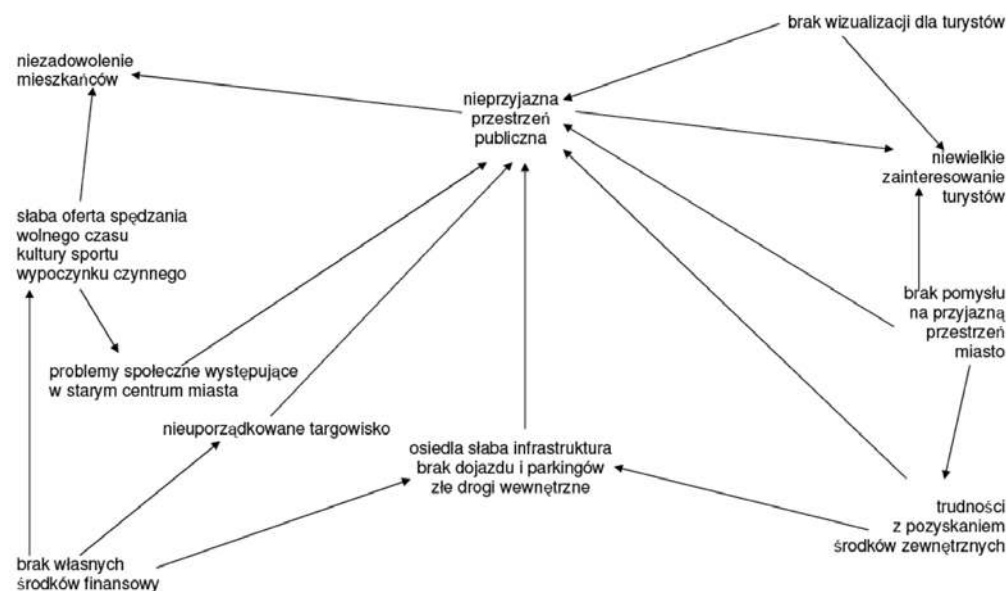 brak wizualizacji dla turystów
niezadowolenie
mieszkańców
nieprzyjazna
przestrzeń
publiczna
niewielkie
zainteresowanie
turystów
słaba oferta spędzania
wolnego czasu
kultury sportu
wypoczynku czynnego
brak pomysłu
na przyjazną
przestrzeń
miasto
problemy społeczne występujące
w starym centrum miasta
nieuporządkowane targowisko
osiedla słaba infrastruktura
brak dojazdu i parkingów
złe drogi wewnętrzne
trudności
z pozyskaniem
środków zewnętrznych
brak własnych
środków finansowy